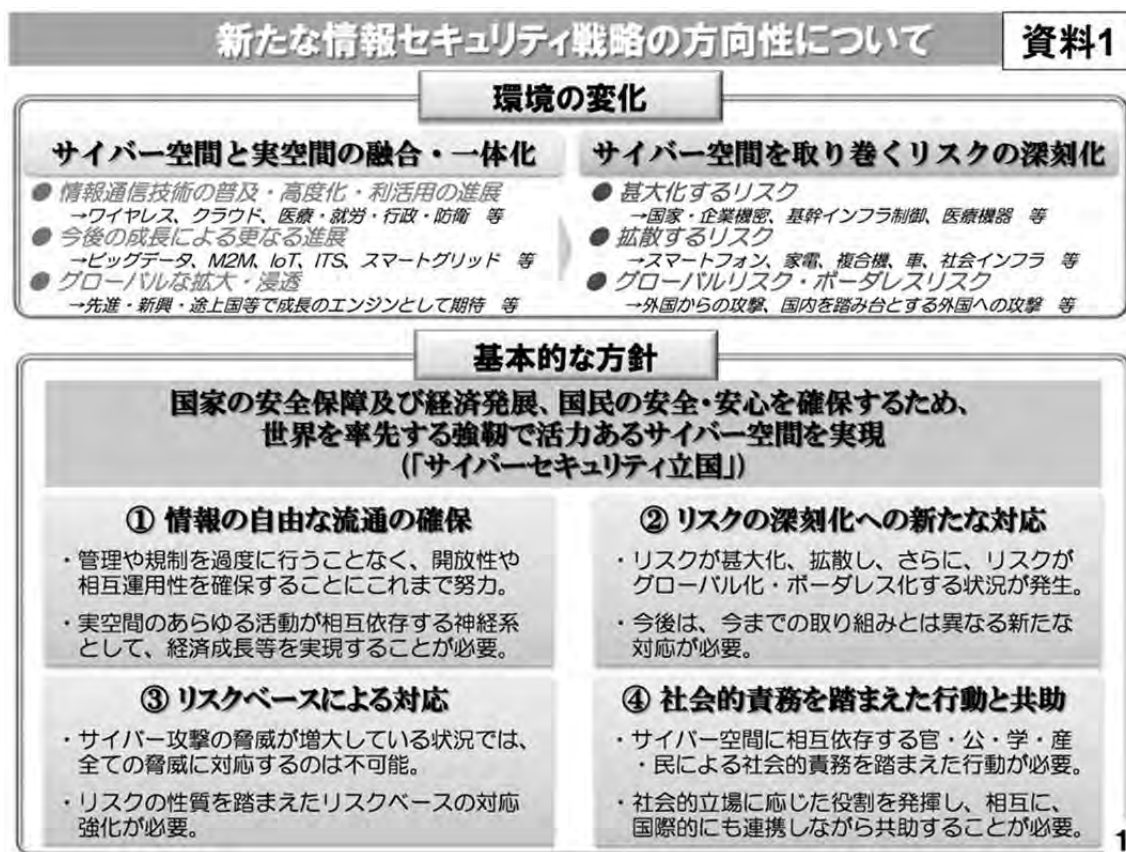 新たな情報セキュリティ戦略の方向性について
資料1
環境の変化
サイバー空間と実空間の融合・一体化
● 情報通信技術の普及・高度化・利活用の進展
→ワイヤレス、クラウド、医療・就労・行政・防衛 等
● 今後の成長による更なる進展
→ビッグデータ、M2M、IoT、ITS、スマートグリッド 等
● グローバルな拡大・浸透
→先進・新興・途上国等で成長のエンジンとして期待 等
サイバー空間を取り巻くリスクの深刻化
● 甚大化するリスク
→国家・企業機密、基幹インフラ制御、医療機器 等
● 拡散するリスク
→スマートフォン、家電、複合機、車、社会インフラ 等
● グローバルリスク・ボーダレスリスク
→外国からの攻撃、国内を踏み台とする外国への攻撃 等
基本的な方針
国家の安全保障及び経済発展、国民の安全・安心を確保するため、
世界を率先する強靭で活力あるサイバー空間を実現
(「サイバーセキュリティ立国」)
① 情報の自由な流通の確保
・管理や規制を過度に行うことなく、開放性や
相互運用性を確保することにこれまで努力。
・実空間のあらゆる活動が相互依存する神経系
として、経済成長等を実現することが必要。
② リスクの深刻化への新たな対応
・リスクが甚大化、拡散し、さらに、リスクが
グローバル化・ボーダレス化する状況が発生。
・今後は、今までの取り組みとは異なる新たな
対応が必要。
③ リスクベースによる対応
・サイバー攻撃の脅威が増大している状況では、
全ての脅威に対応するのは不可能。
・リスクの性質を踏まえたリスクベースの対応
強化が必要。
④ 社会的責務を踏まえた行動と共助
・サイバー空間に相互依存する官・公・学・産
・民による社会的責務を踏まえた行動が必要。
・社会的立場に応じた役割を発揮し、相互に、
国際的にも連携しながら共助することが必要。
1